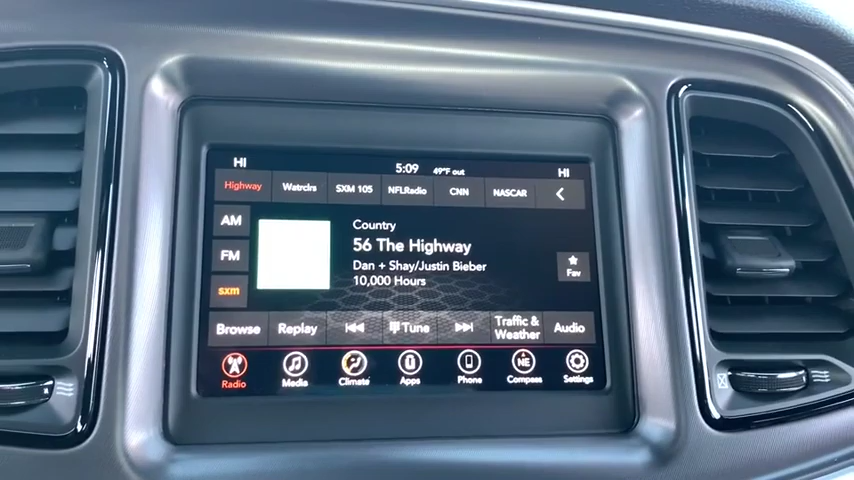 HI 5:09 49°F out HI
Highway Watrclrs SXM 105 NFLRadio CNN NASCAR
AM
FM
sxm
Country
56 The Highway
Dan + Shay/Justin Bieber
10,000 Hours
Fav
Browse Replay Tune Traffic & Weather Audio
NE
Radio Media Climate Apps Phone Compass Settings